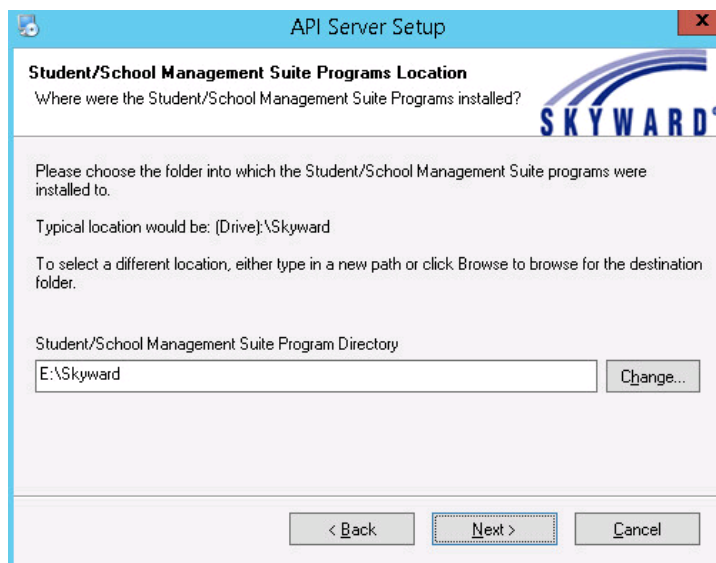 API Server Setup
x
Student/School Management Suite Programs Location
Where were the Student/School Management Suite Programs installed?
SKYWARD
Please choose the folder into which the Student/School Management Suite programs were
installed to.
Typical location would be: (Drive):\Skyward
To select a different location, either type in a new path or click Browse to browse for the destination
folder.
Student/School Management Suite Program Directory
E:\Skyward
Change...
< Back
Next >
Cancel